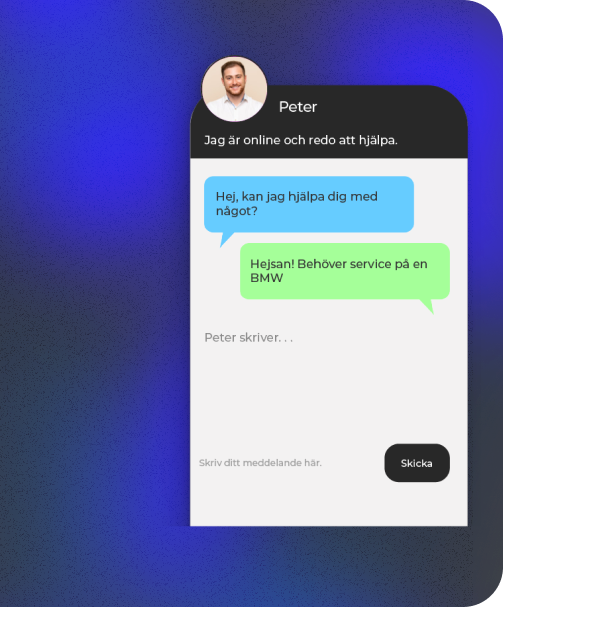 Peter
Jag är online och redo att hjälpa.
Hej, kan jag hjälpa dig med
något?
Hejsan! Behöver service på en
BMW
Peter skriver. . .
Skriv ditt meddelande här.
Skicka